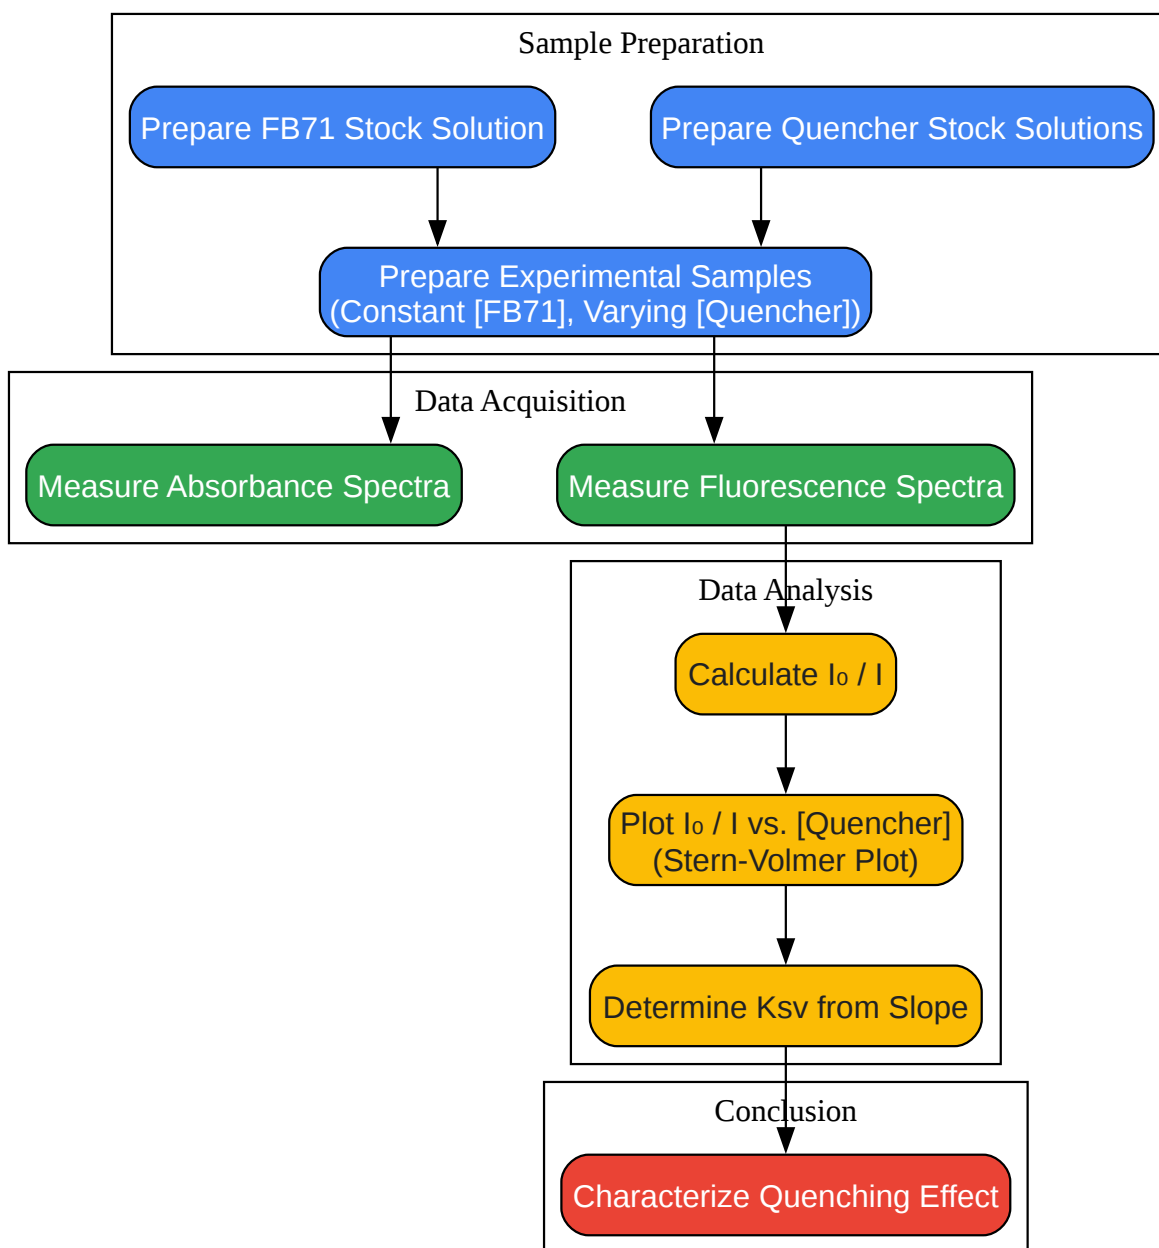 Sample Preparation
Prepare FB71 Stock Solution
Prepare Quencher Stock Solutions
Prepare Experimental Samples
(Constant [FB71], Varying [Quencher])
Data Acquisition
Measure Absorbance Spectra
Measure Fluorescence Spectra
Data Analysis
Calculate I₀ / I
Plot I₀ / I vs. [Quencher]
(Stern-Volmer Plot)
Determine Ksv from Slope
Conclusion
Characterize Quenching Effect